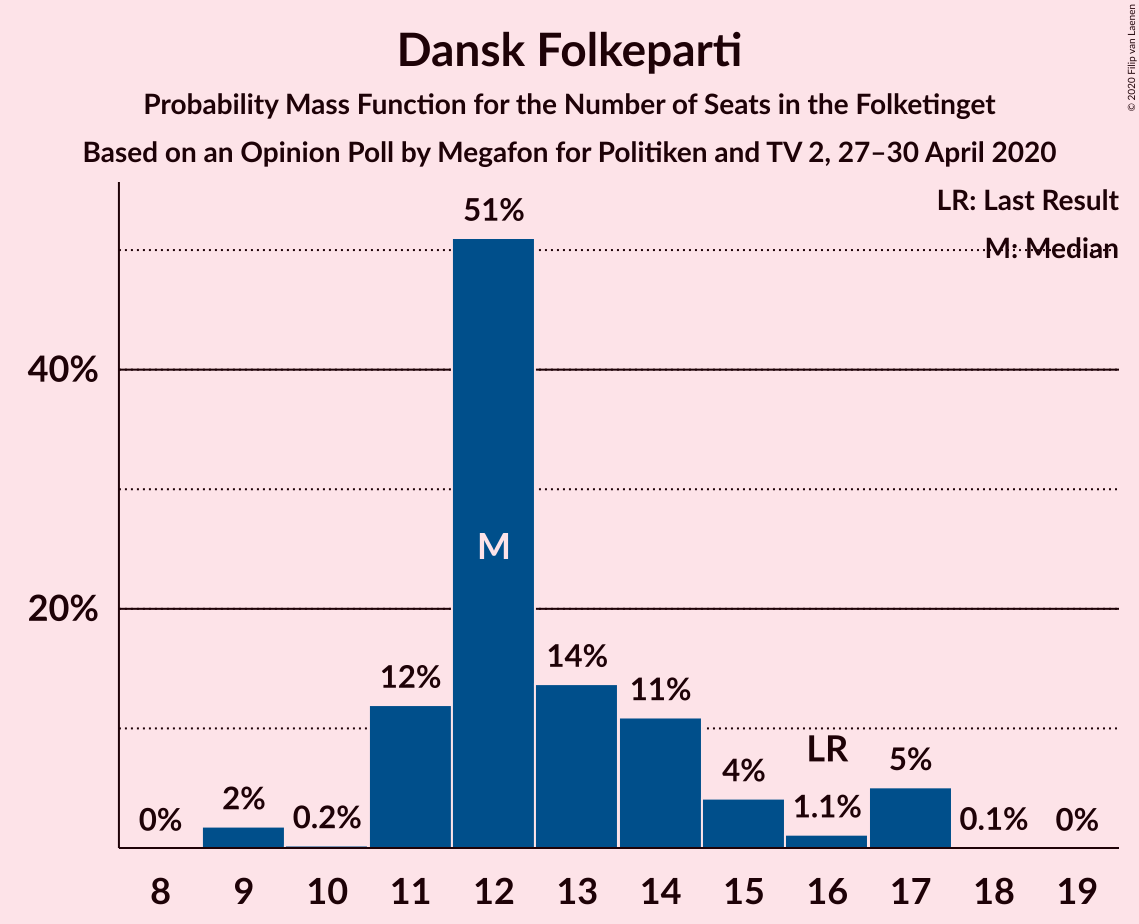 Dansk Folkeparti
Probability Mass Function for the Number of Seats in the Folketinget
Based on an Opinion Poll by Megafon for Politiken and TV 2, 27–30 April 2020
© 2020 Filip van Laenen
LR: Last Result
M: Median
51%
40%
M
20%
14%
12%
11%
LR
5%
4%
2%
1.1%
0% 0.2% 0.1% 0%
8 9 10 11 12 13 14 15 16 17 18 19